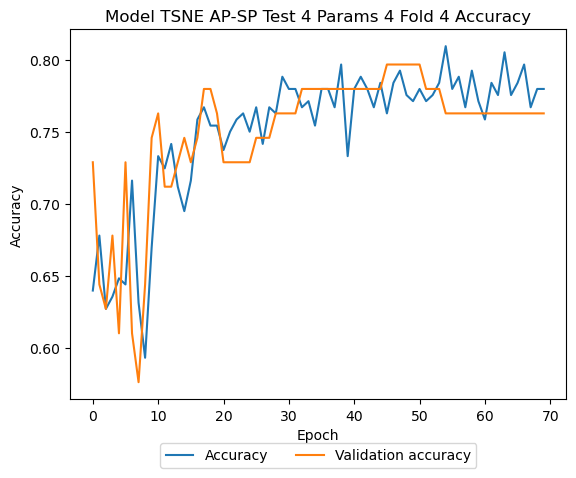 Model TSNE AP-SP Test 4 Params 4 Fold 4 Accuracy
0.80
0.75
0.70
0.65
0.60
Accuracy
0 10 20 30 40 50 60 70
Epoch
Accuracy Validation accuracy